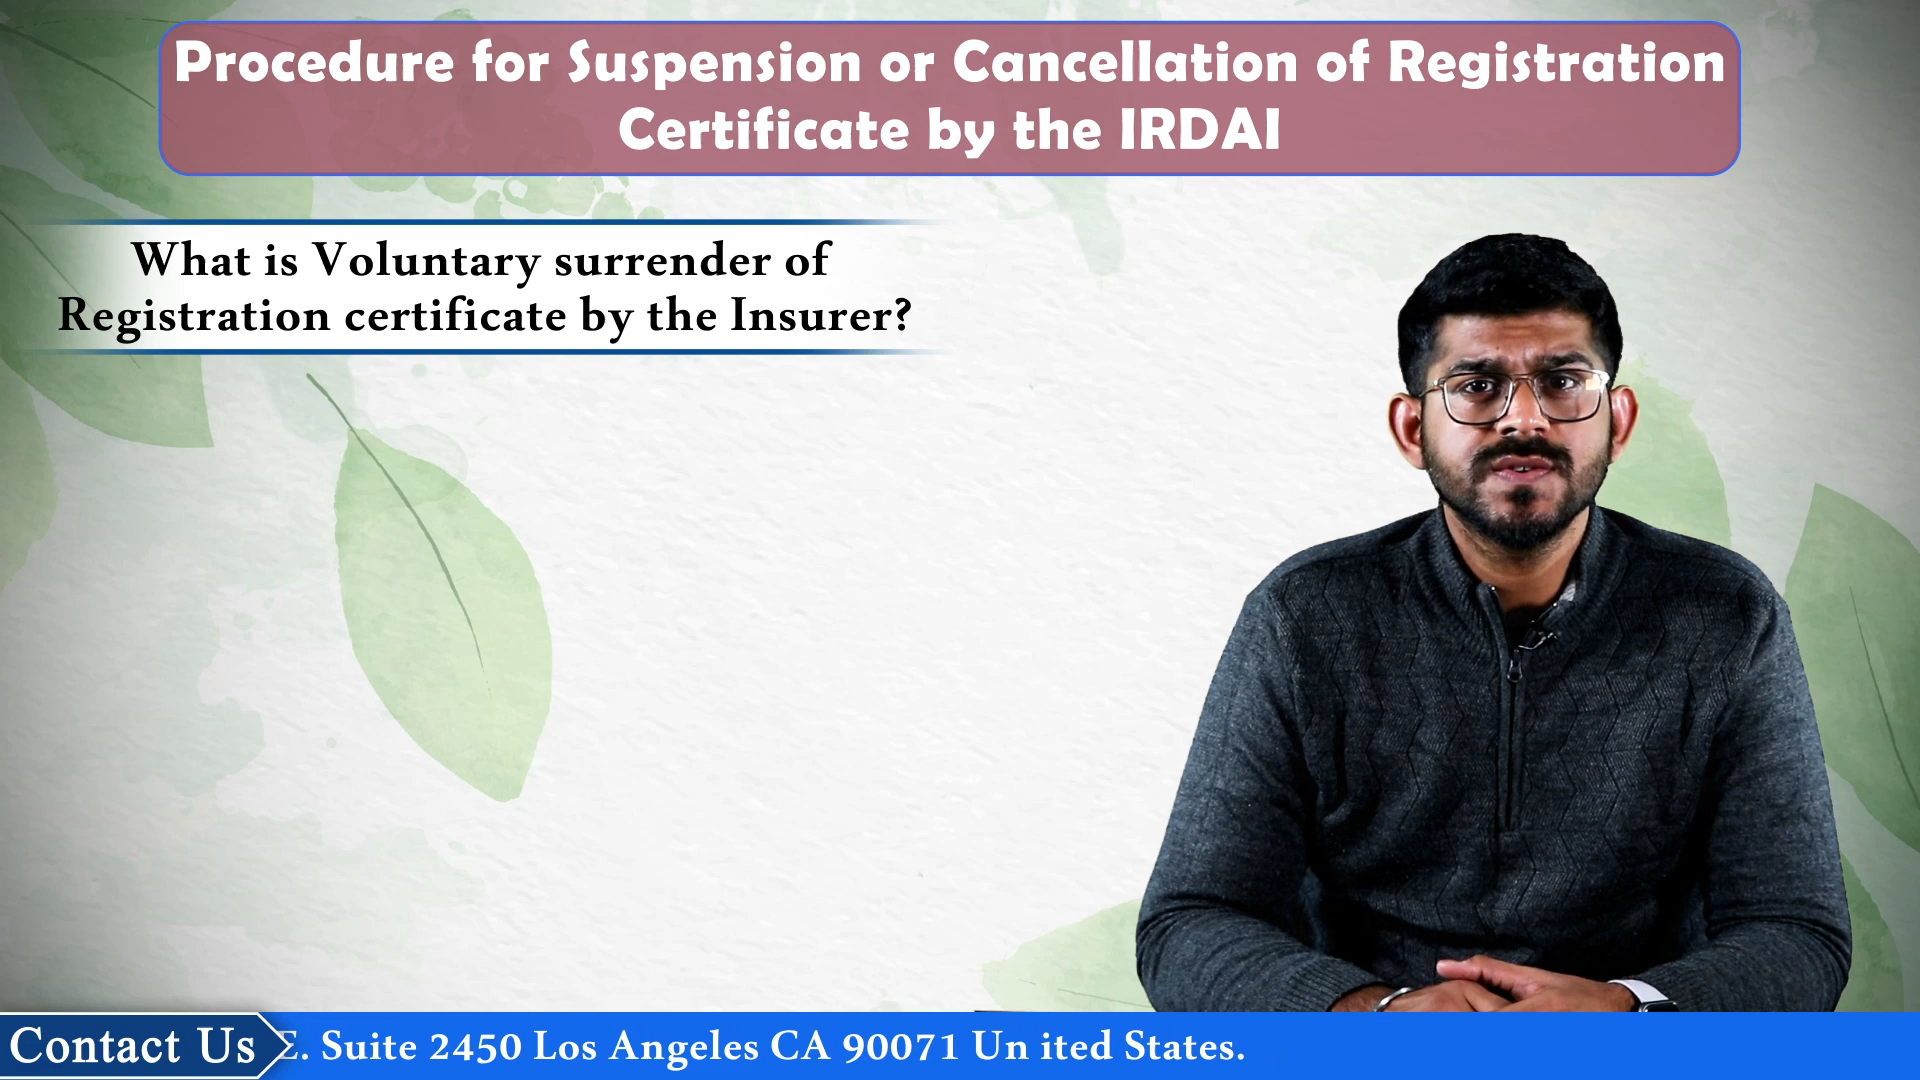 Procedure for Suspension or Cancellation of Registration
Certificate by the IRDAI
What is Voluntary surrender of
Registration certificate by the Insurer?
Contact Us
E. Suite 2450 Los Angeles CA 90071 Un ited States.